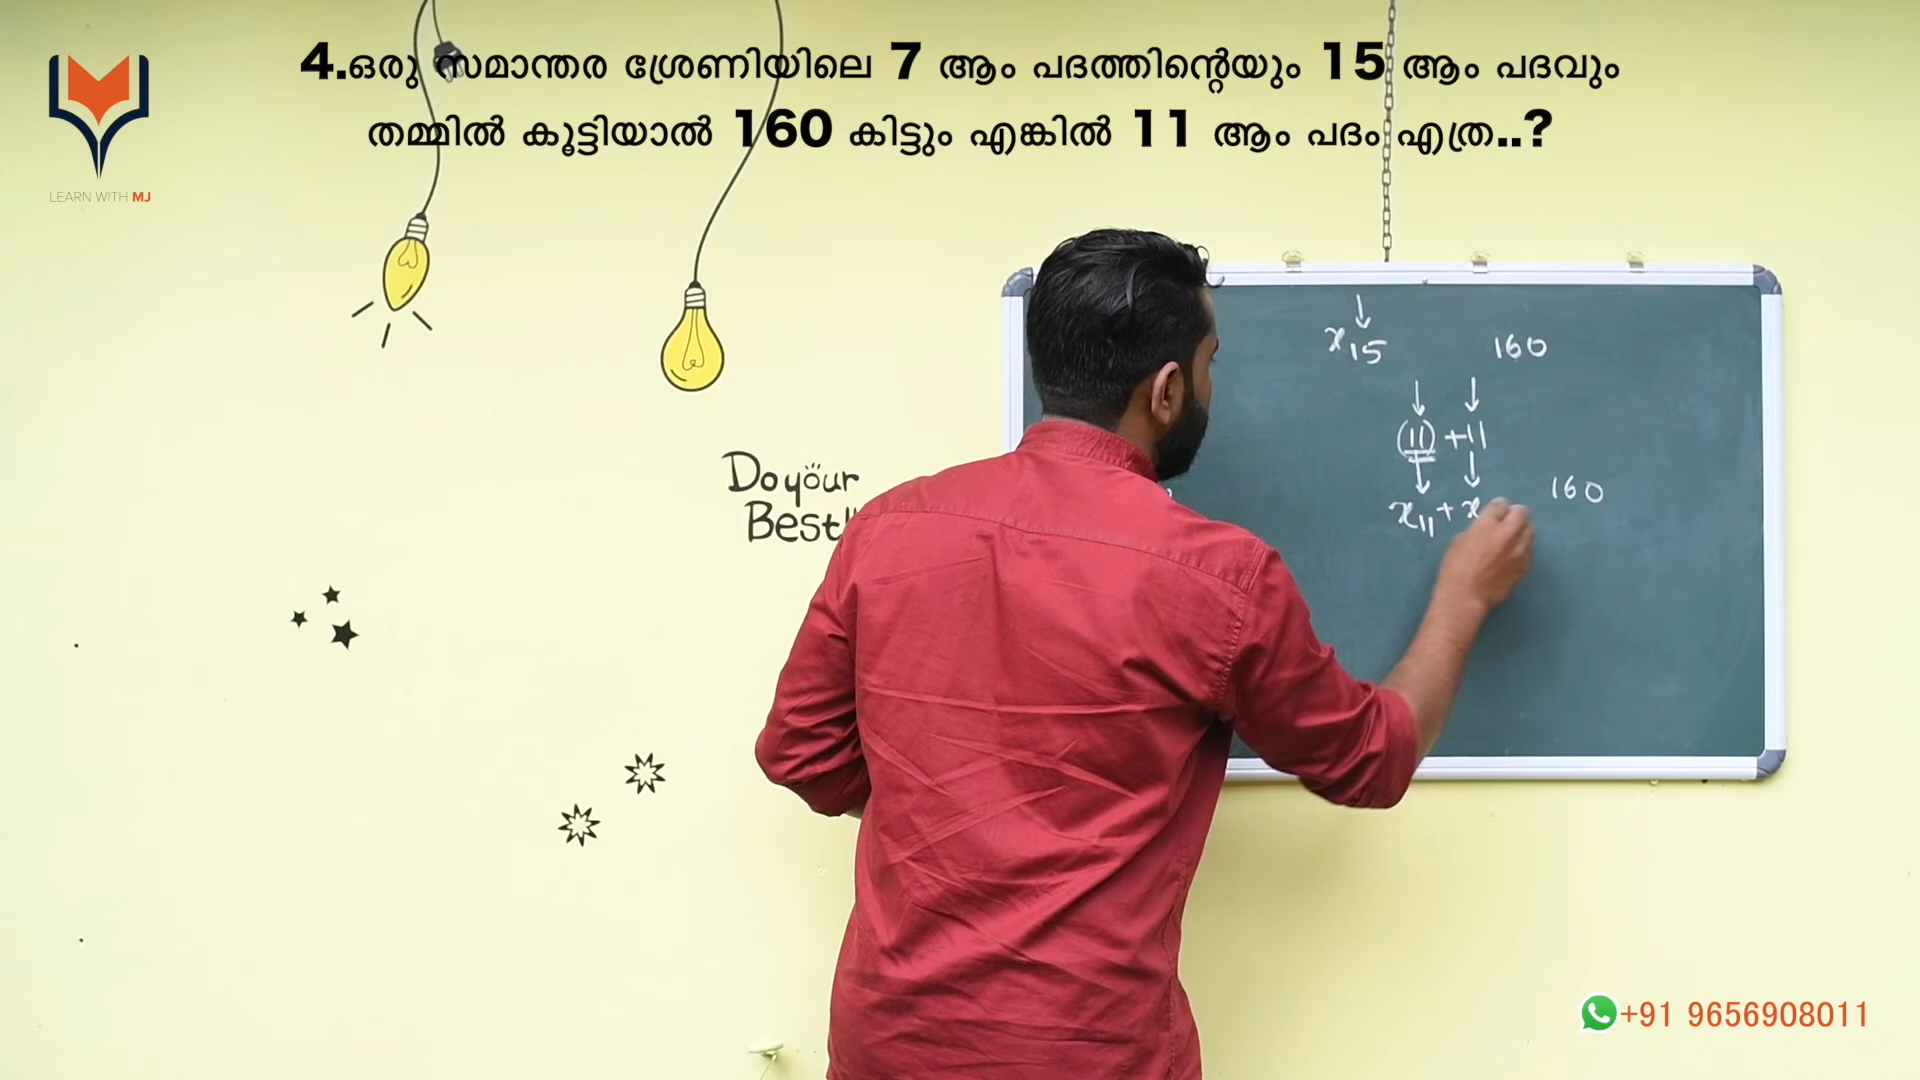 4.ഒരു സമാന്തര ശ്രേണിയിലെ 7 ആം പദത്തിന്റെയും 15 ആം പദവും
തമ്മിൽ കൂട്ടിയാൽ 160 കിട്ടും എങ്കിൽ 11 ആം പദം എത്ര..?
LEARN WITH MJ
x15 160
(11) +11
160
x11 + x
Do your
Best!!
+91 9656908011